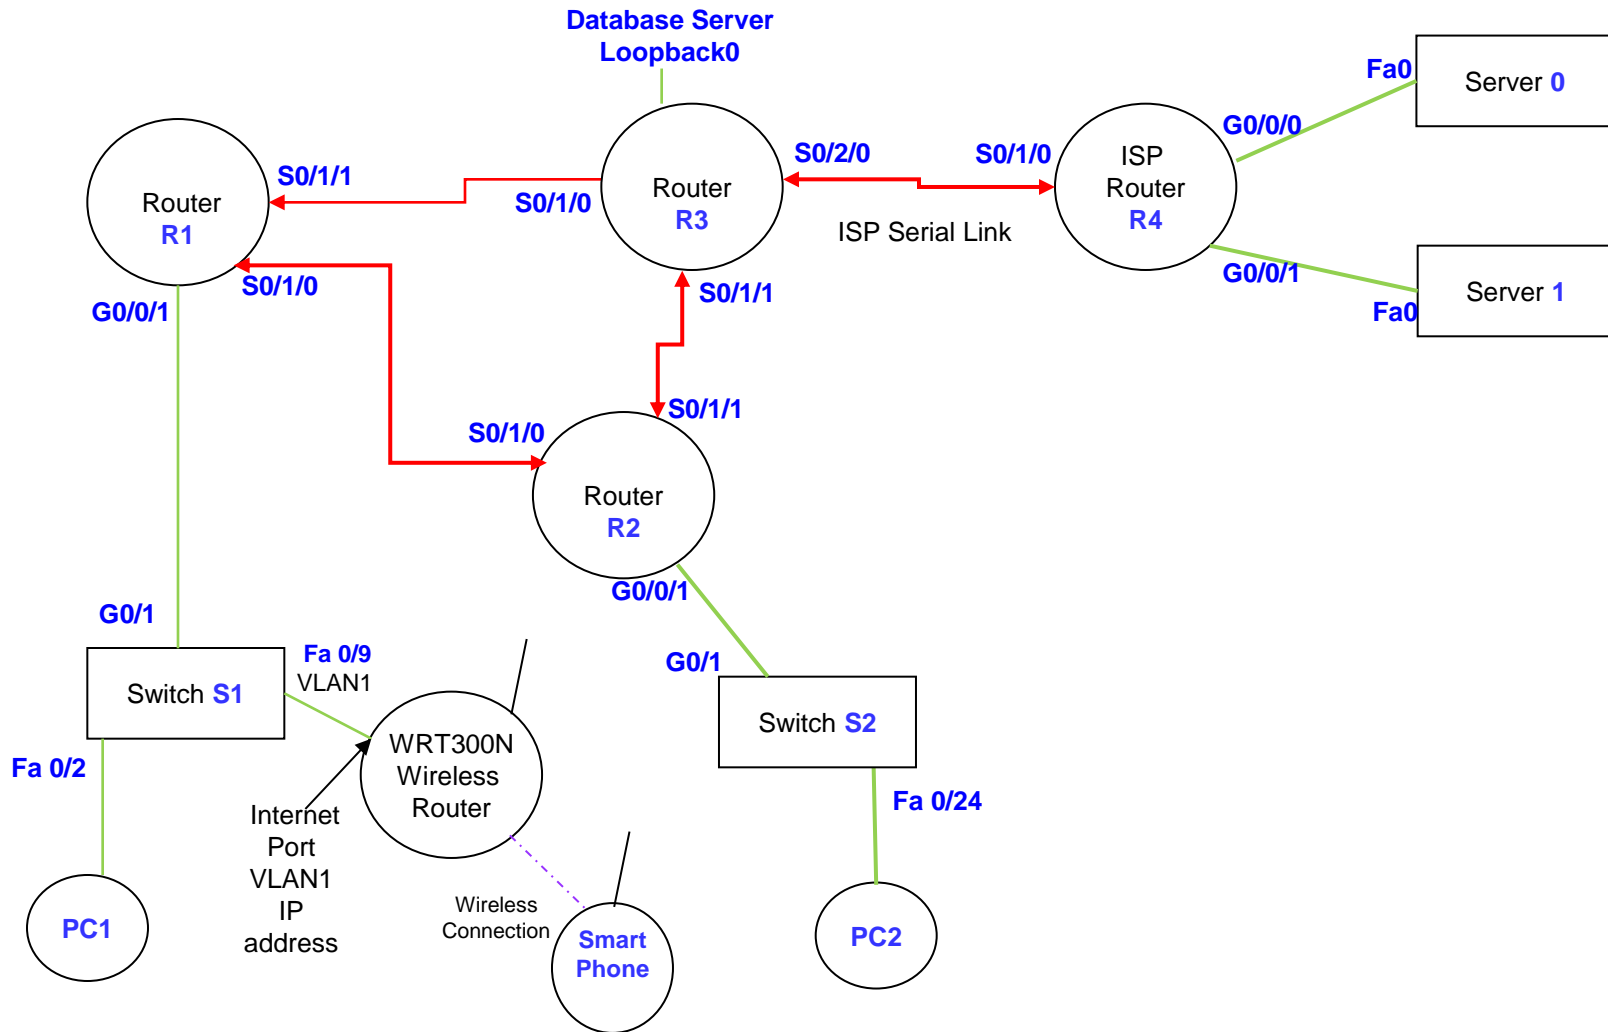 Database Server
Loopback0
Fa0
Server 0
G0/0/0
S0/2/0
S0/1/0
ISP
Router
R4
S0/1/1
Router
R1
S0/1/0
Router
R3
ISP Serial Link
G0/0/1
Fa0
Server 1
S0/1/0
G0/0/1
S0/1/1
S0/1/1
S0/1/0
Router
R2
G0/0/1
G0/1
Fa 0/9
VLAN1
Switch S1
G0/1
Switch S2
Fa 0/2
WRT300N
Wireless
Router
Fa 0/24
Internet
Port
VLAN1
IP
address
Wireless
Connection
PC1
Smart
Phone
PC2